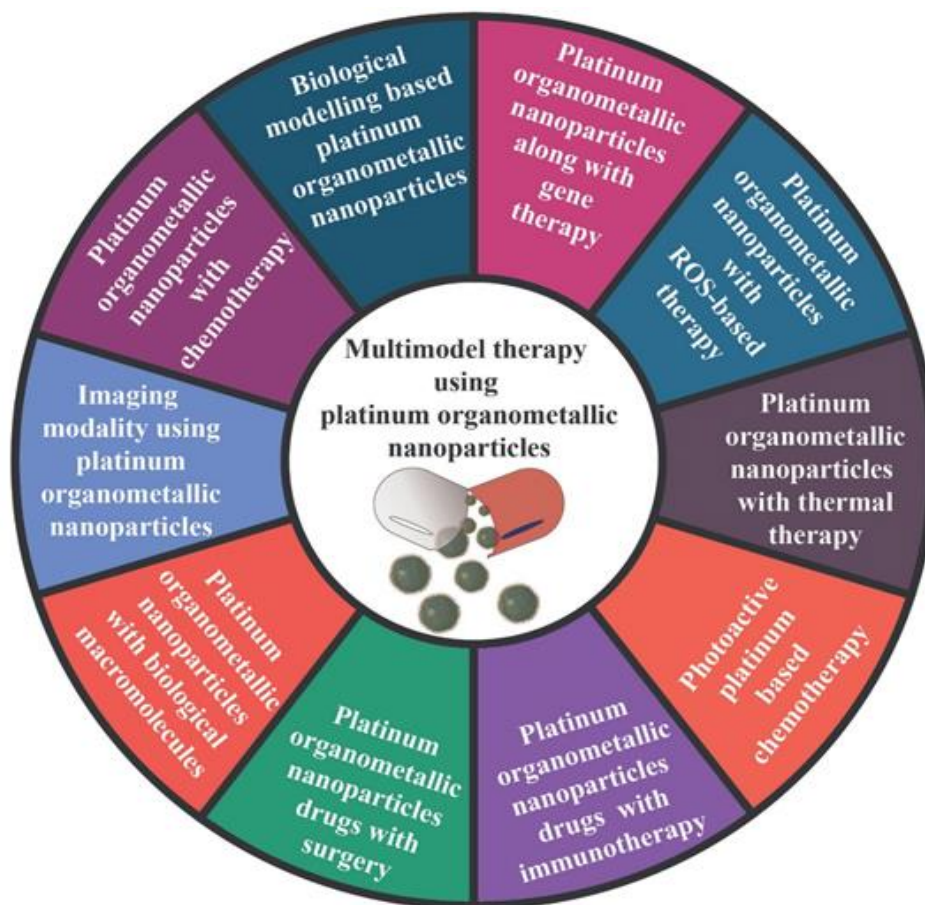 Multimodel therapy
using
platinum organometallic
nanoparticles
Platinum
organometallic
nanoparticles
along with
gene
therapy
Platinum
organometallic
nanoparticles
with
ROS-based
therapy
Platinum
organometallic
nanoparticles
with thermal
therapy
Photoactive
platinum
based
chemotherapy
Platinum
organometallic
nanoparticles
drugs with
immunotherapy
Platinum
organometallic
nanoparticles
drugs with
surgery
Platinum
organometallic
nanoparticles
with biological
macromolecules
Imaging
modality using
platinum
organometallic
nanoparticles
Platinum
organometallic
nanoparticles
with
chemotherapy
Biological
modelling based
platinum
organometallic
nanoparticles